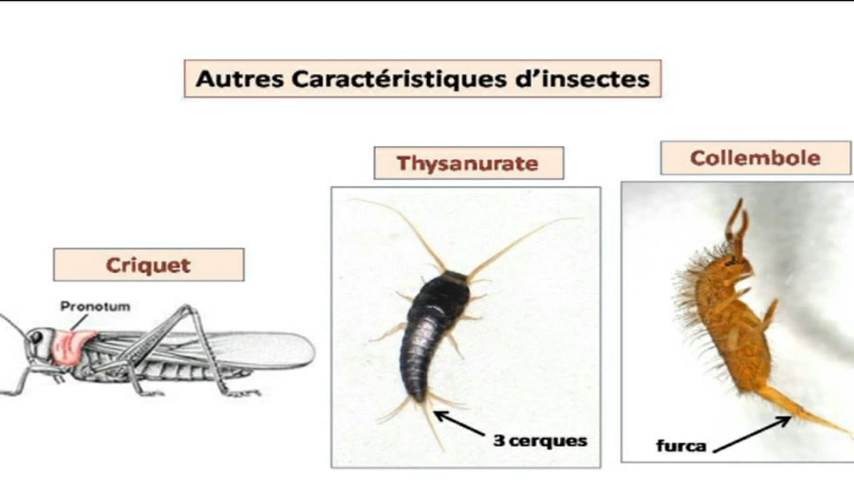 Autres Caractéristiques d'insectes
Thysanurate
Collembole
Criquet
Pronotum
3 cerques
furca